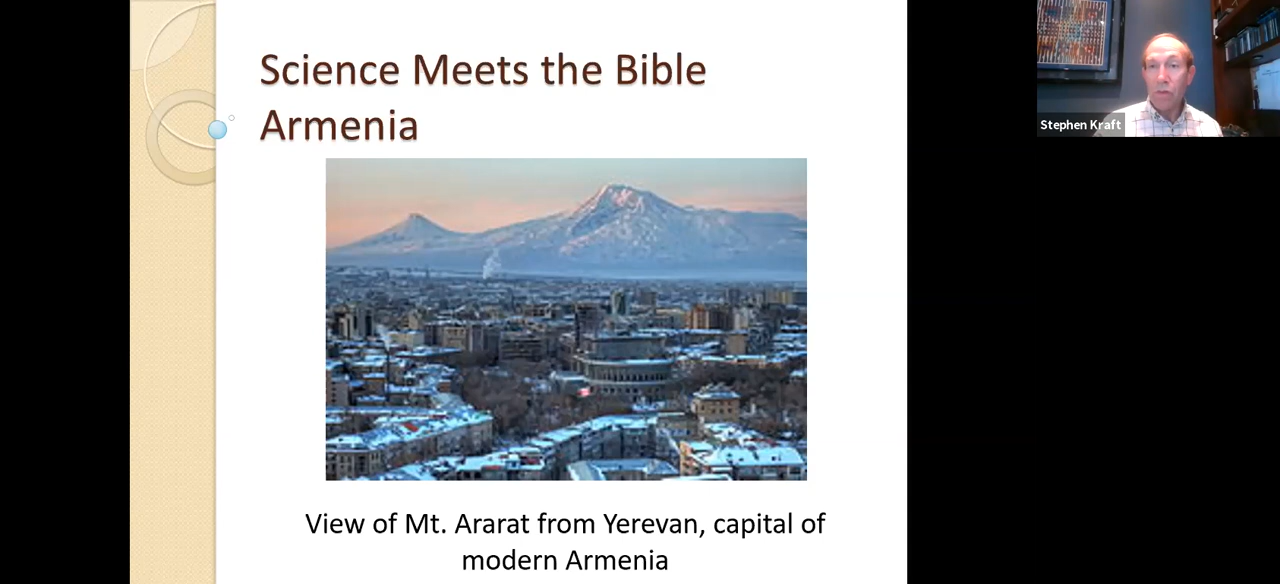 Science Meets the Bible
Armenia
Stephen Kraft
View of Mt. Ararat from Yerevan, capital of
modern Armenia